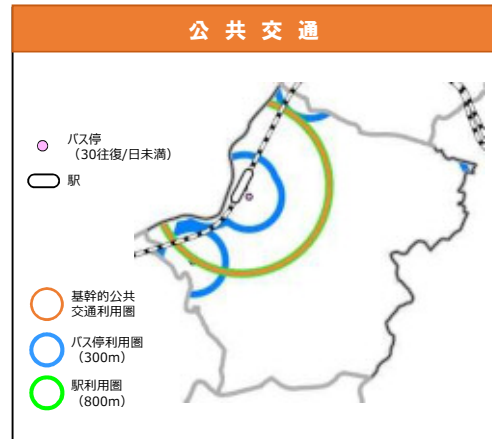 公共交通
バス停
（30往復/日未満）
駅
基幹的公共
交通利用圏
バス停利用圏
（300m）
駅利用圏
（800m）